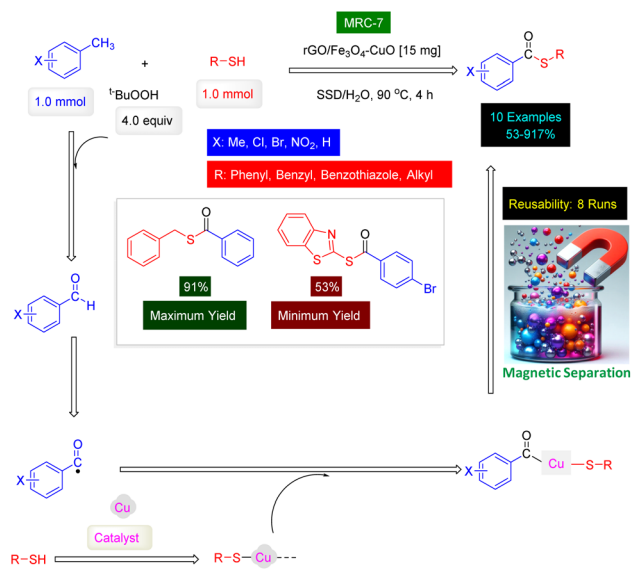 MRC-7
CH3
X
+
R-SH
rGO/Fe3O4-CuO [15 mg]
O
C
S
R
X
1.0 mmol
t-BuOOH
1.0 mmol
SSD/H2O, 90 °C, 4 h
4.0 equiv
10 Examples
53-917%
X: Me, Cl, Br, NO2, H
R: Phenyl, Benzyl, Benzothiazole, Alkyl
Reusability: 8 Runs
O
S
N
S
S
O
Br
91%
53%
Maximum Yield
Minimum Yield
O
C
H
X
Magnetic Separation
O
C
X
O
C
X
Cu
S-R
Cu
Catalyst
R-SH
R-S
Cu